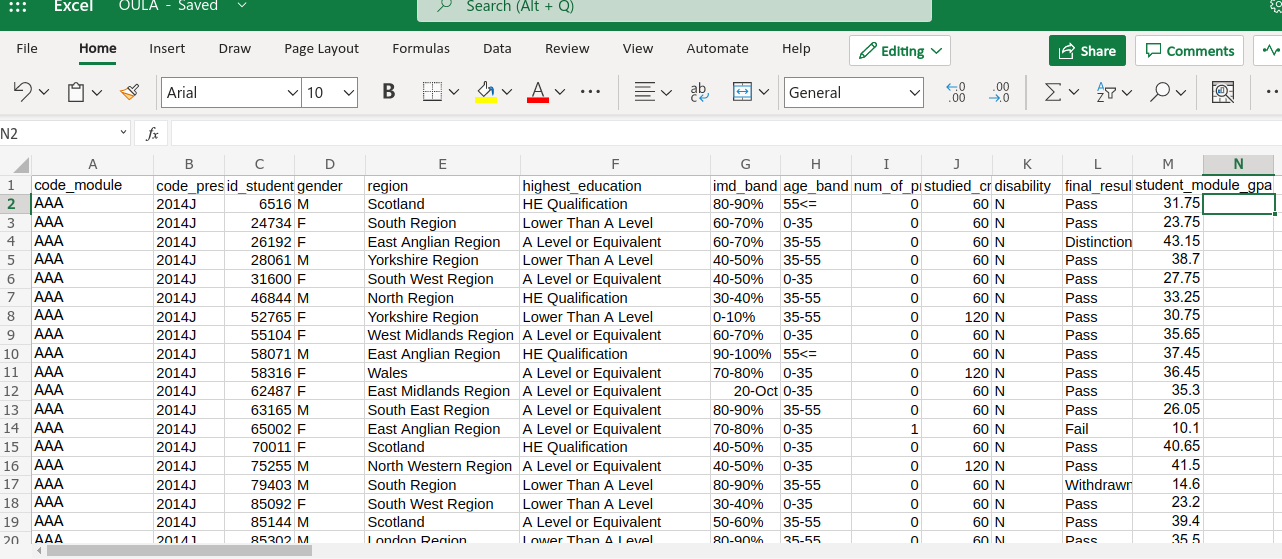 Excel OULA - Saved Search (Alt + Q)
File Home Insert Draw Page Layout Formulas Data Review View Automate Help Editing Share Comments
Arial 10 B A ab c General .00 .0 .00 .0
N2 fx
A B C D E F G H I J K L M N
1 code_module code_pres id_student gender region highest_education imd_band age_band num_of_p studied_cr disability final_resul student_module_gpa
2 AAA 2014J 6516 M Scotland HE Qualification 80-90% 55<= 0 60 N Pass 31.75
3 AAA 2014J 24734 F South Region Lower Than A Level 60-70% 0-35 0 60 N Pass 23.75
4 AAA 2014J 26192 F East Anglian Region A Level or Equivalent 60-70% 35-55 0 60 N Distinction 43.15
5 AAA 2014J 28061 M Yorkshire Region Lower Than A Level 40-50% 35-55 0 60 N Pass 38.7
6 AAA 2014J 31600 F South West Region A Level or Equivalent 40-50% 0-35 0 60 N Pass 27.75
7 AAA 2014J 46844 M North Region HE Qualification 30-40% 35-55 0 60 N Pass 33.25
8 AAA 2014J 52765 F Yorkshire Region Lower Than A Level 0-10% 35-55 0 120 N Pass 30.75
9 AAA 2014J 55104 F West Midlands Region A Level or Equivalent 60-70% 0-35 0 60 N Pass 35.65
10 AAA 2014J 58071 M East Anglian Region HE Qualification 90-100% 55<= 0 60 N Pass 37.45
11 AAA 2014J 58316 F Wales A Level or Equivalent 70-80% 0-35 0 120 N Pass 36.45
12 AAA 2014J 62487 F East Midlands Region A Level or Equivalent 20-Oct 0-35 0 60 N Pass 35.3
13 AAA 2014J 63165 M South East Region A Level or Equivalent 80-90% 35-55 0 60 N Pass 26.05
14 AAA 2014J 65002 F East Anglian Region A Level or Equivalent 70-80% 0-35 1 60 N Fail 10.1
15 AAA 2014J 70011 F Scotland HE Qualification 40-50% 0-35 0 60 N Pass 40.65
16 AAA 2014J 75255 M North Western Region A Level or Equivalent 40-50% 0-35 0 120 N Pass 41.5
17 AAA 2014J 79403 M South Region Lower Than A Level 80-90% 35-55 0 60 N Withdrawn 14.6
18 AAA 2014J 85092 F South West Region Lower Than A Level 30-40% 0-35 0 60 N Pass 23.2
19 AAA 2014J 85144 M Scotland A Level or Equivalent 50-60% 35-55 0 60 N Pass 39.4
20 AAA 2014J 85302 M London Region Lower Than A Level 80-90% 35-55 0 60 N Pass 35.5